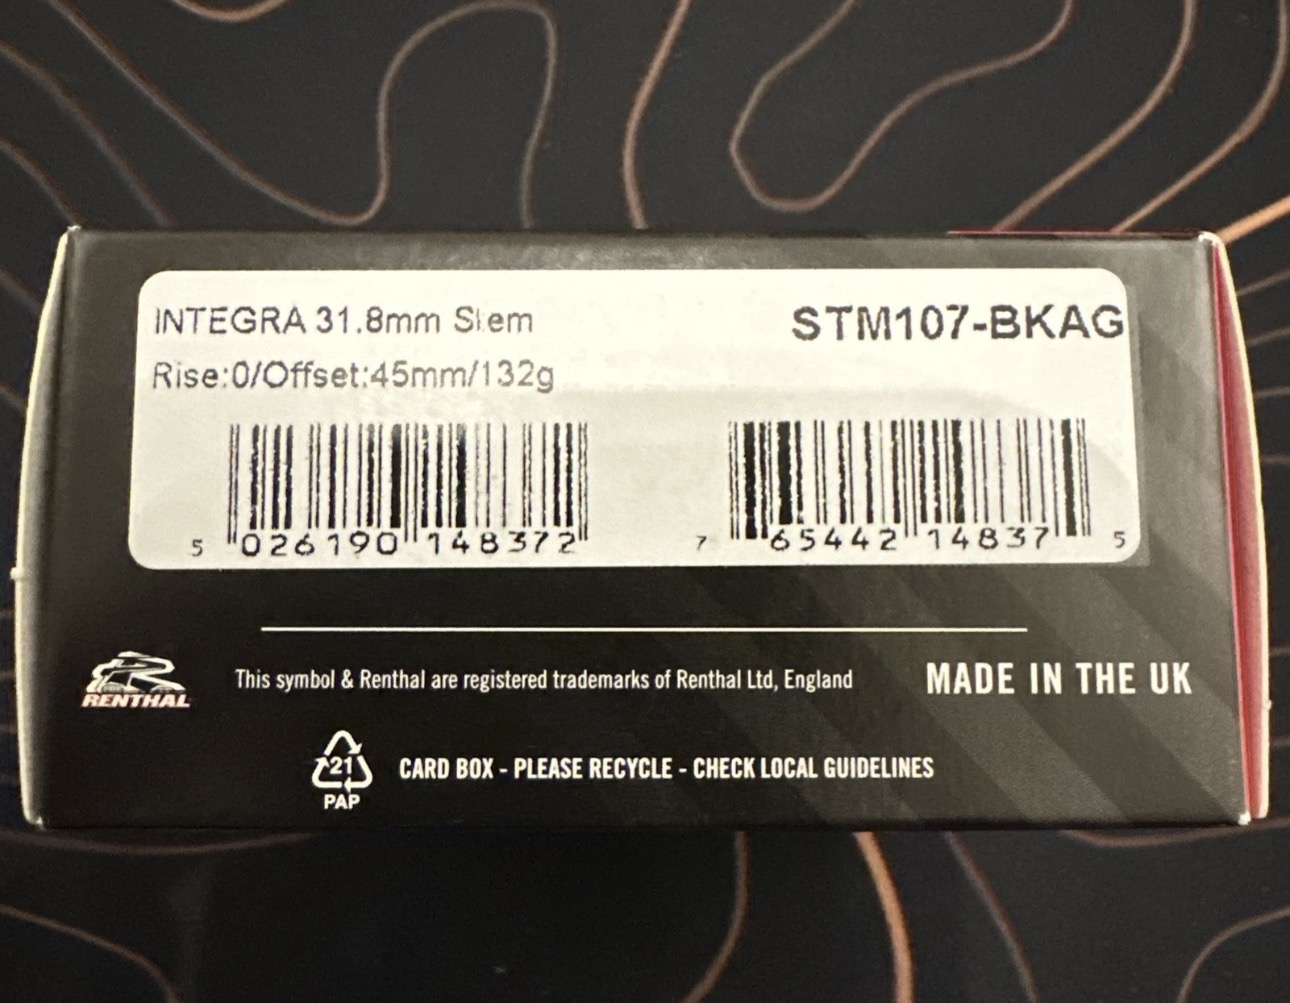 INTEGRA 31.8mm Stem
STM107-BKAG
Rise:0/Offset:45mm/132g
5 026190 148372
7 65442 14837 5
RENTHAL
This symbol & Renthal are registered trademarks of Renthal Ltd, England
MADE IN THE UK
21
PAP
CARD BOX - PLEASE RECYCLE - CHECK LOCAL GUIDELINES